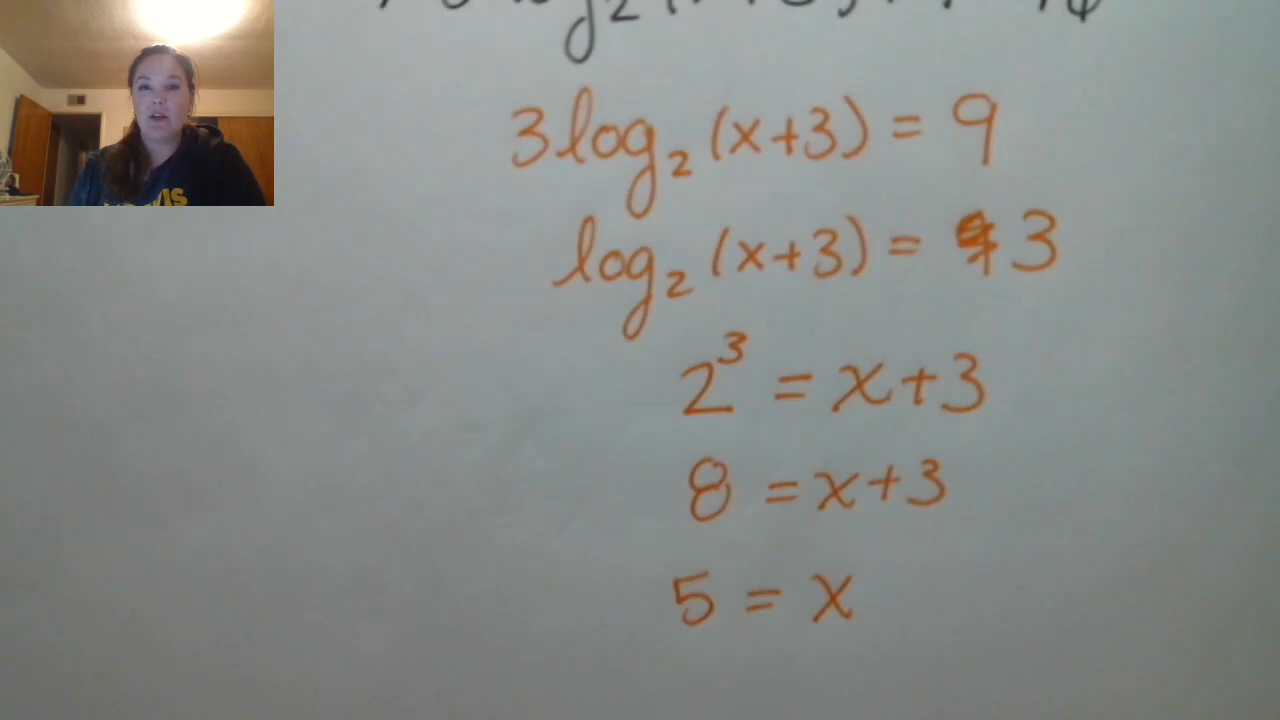 3log₂(x+3) = 9
log₂(x+3) = 3
2³ = x+3
8 = x+3
5 = x